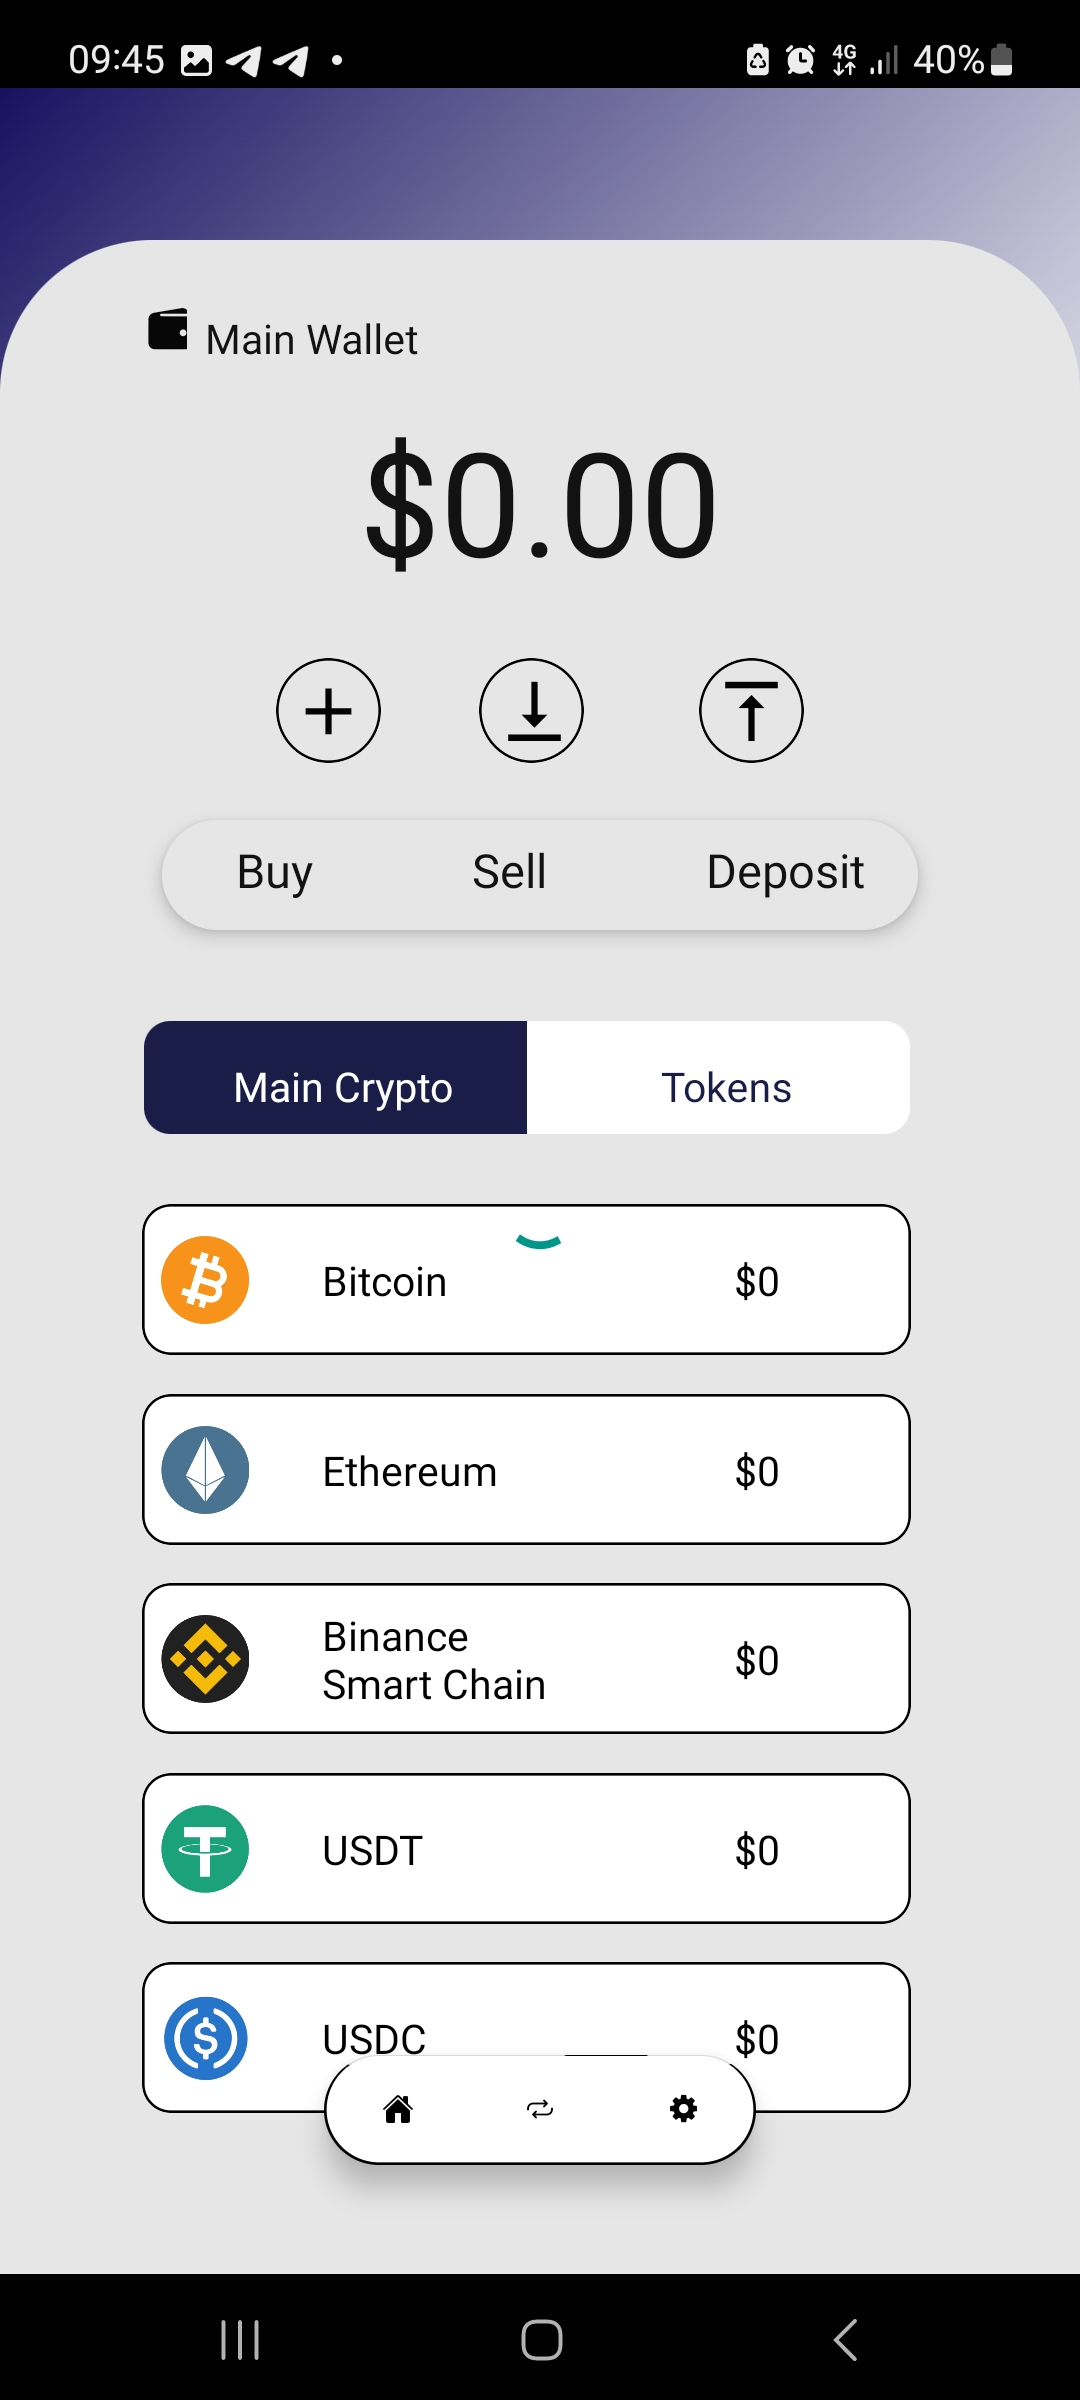 09:45 4G 40%
Main Wallet
$0.00
Buy Sell Deposit
Main Crypto Tokens
Bitcoin $0
Ethereum $0
Binance
Smart Chain $0
USDT $0
USDC $0